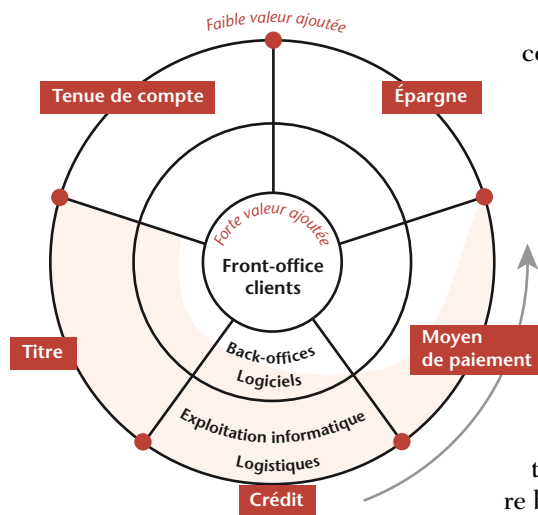 Faible valeur ajoutée
Tenue de compte
Épargne
Forte valeur ajoutée
Front-office
clients
Titre
Back-offices
Logiciels
Moyen
de paiement
Exploitation informatique
Logistiques
Crédit